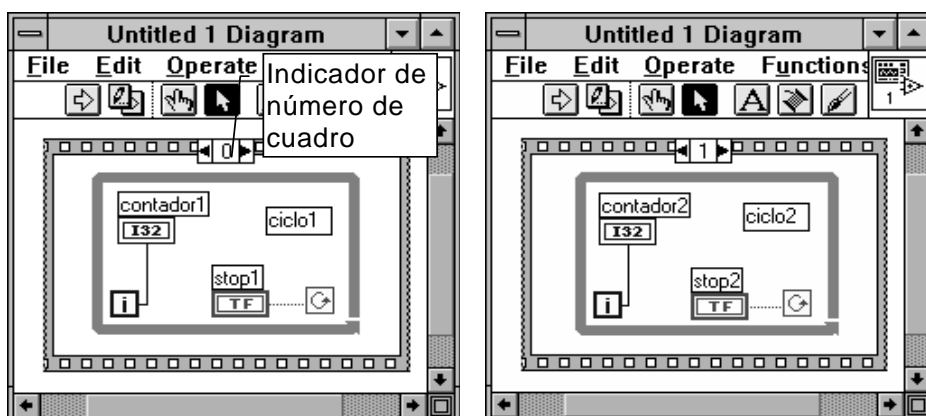 Untitled 1 Diagram
File Edit Operate
Indicador de
número de
cuadro
0
contador1
I32
ciclo1
stop1
TF
i
Untitled 1 Diagram
File Edit Operate Functions
A
1
1
contador2
I32
ciclo2
stop2
TF
i